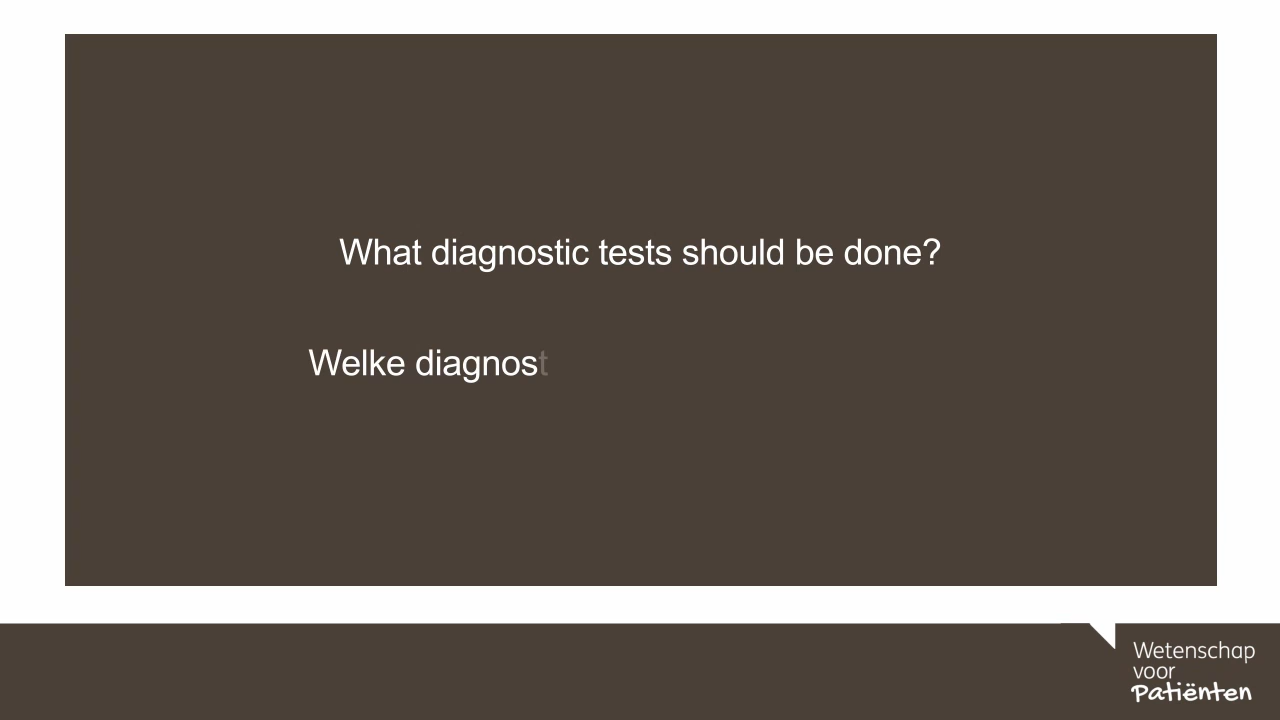 What diagnostic tests should be done?
Welke diagnost
Wetenschap
voor
Patiënten